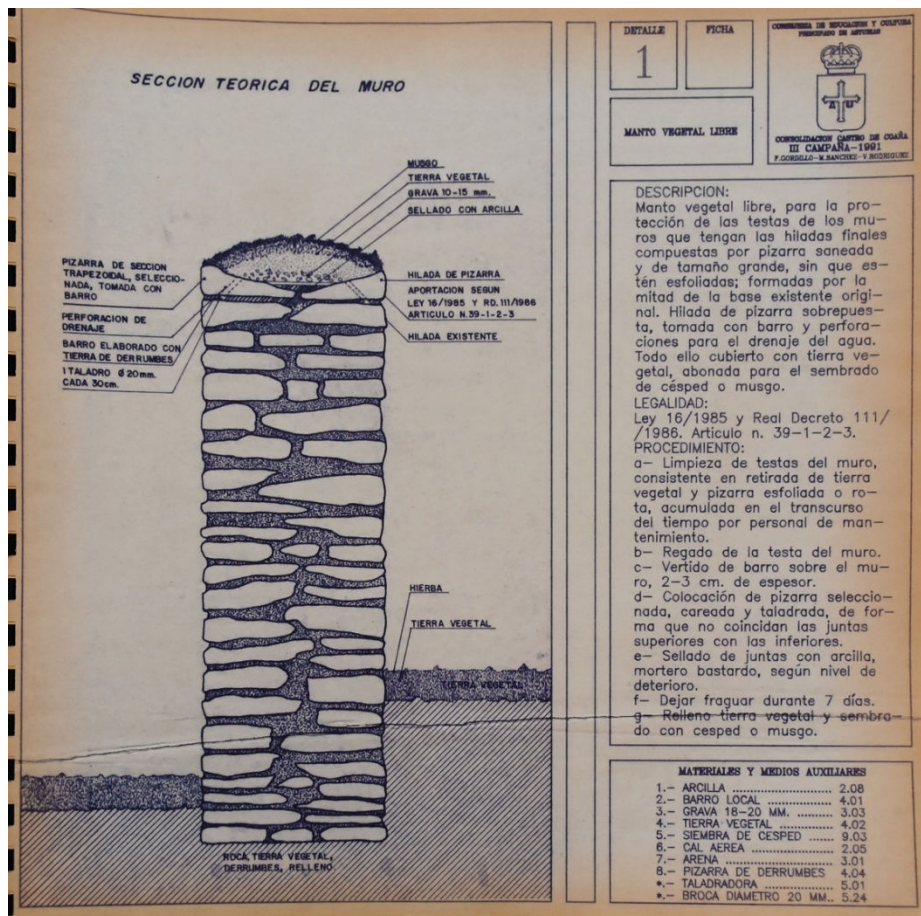 SECCION TEORICA DEL MURO
MUSGO
TIERRA VEGETAL
GRAVA 10-15 mm.
SELLADO CON ARCILLA
PIZARRA DE SECCION
TRAPEZOIDAL, SELECCIO-
NADA, TOMADA CON
BARRO
PERFORACION DE
DRENAJE
BARRO ELABORADO CON
TIERRA DE DERRUMBES
1 TALADRO Ø 20mm.
CADA 30cm.
HILADA DE PIZARRA
APORTACION SEGUN
LEY 16/1985 Y RD. 111/1986
ARTICULO N. 39-1-2-3
HILADA EXISTENTE
HIERBA
TIERRA VEGETAL
TIERRA VEGETAL
ROCA, TIERRA VEGETAL,
DERRUMBES, RELLENO.
DETALLE
1
FICHA
MANTO VEGETAL LIBRE
CONSEJERIA DE EDUCACION Y CULTURA
PRINCIPADO DE ASTURIAS
A
CONSOLIDACION CASTRO DE COAÑA
III CAMPAÑA-1991
F.GORDILLO-M.SANCHEZ-V.RODRIGUEZ
DESCRIPCION:
Manto vegetal libre, para la pro-
tección de las testas de los mu-
ros que tengan las hiladas finales
compuestas por pizarra saneada
y de tamaño grande, sin que es-
tén esfoliadas; formadas por la
mitad de la base existente origi-
nal. Hilada de pizarra sobrepues-
ta, tomada con barro y perfora-
ciones para el drenaje del agua.
Todo ello cubierto con tierra ve-
getal, abonada para el sembrado
de césped o musgo.
LEGALIDAD:
Ley 16/1985 y Real Decreto 111/
/1986. Articulo n. 39-1-2-3.
PROCEDIMIENTO:
a- Limpieza de testas del muro,
consistente en retirada de tierra
vegetal y pizarra esfoliada o ro-
ta, acumulada en el transcurso
del tiempo por personal de man-
tenimiento.
b- Regado de la testa del muro.
c- Vertido de barro sobre el mu-
ro, 2-3 cm. de espesor.
d- Colocación de pizarra seleccio-
nada, careada y taladrada, de for-
ma que no coincidan las juntas
superiores con las inferiores.
e- Sellado de juntas con arcilla,
mortero bastardo, según nivel de
deterioro.
f- Dejar fraguar durante 7 días.
g- Relleno tierra vegetal y sembra-
do con cesped o musgo.
MATERIALES Y MEDIOS AUXILIARES
1.- ARCILLA ................... 2.08
2.- BARRO LOCAL ............. 4.01
3.- GRAVA 18-20 MM. ......... 3.03
4.- TIERRA VEGETAL .......... 4.02
5.- SIEMBRA DE CESPED ....... 9.03
6.- CAL AEREA ............... 2.05
7.- ARENA ................... 3.01
8.- PIZARRA DE DERRUMBES 4.04
*.- TALADRADORA ............. 5.01
*.- BROCA DIAMETRO 20 MM.. 5.24